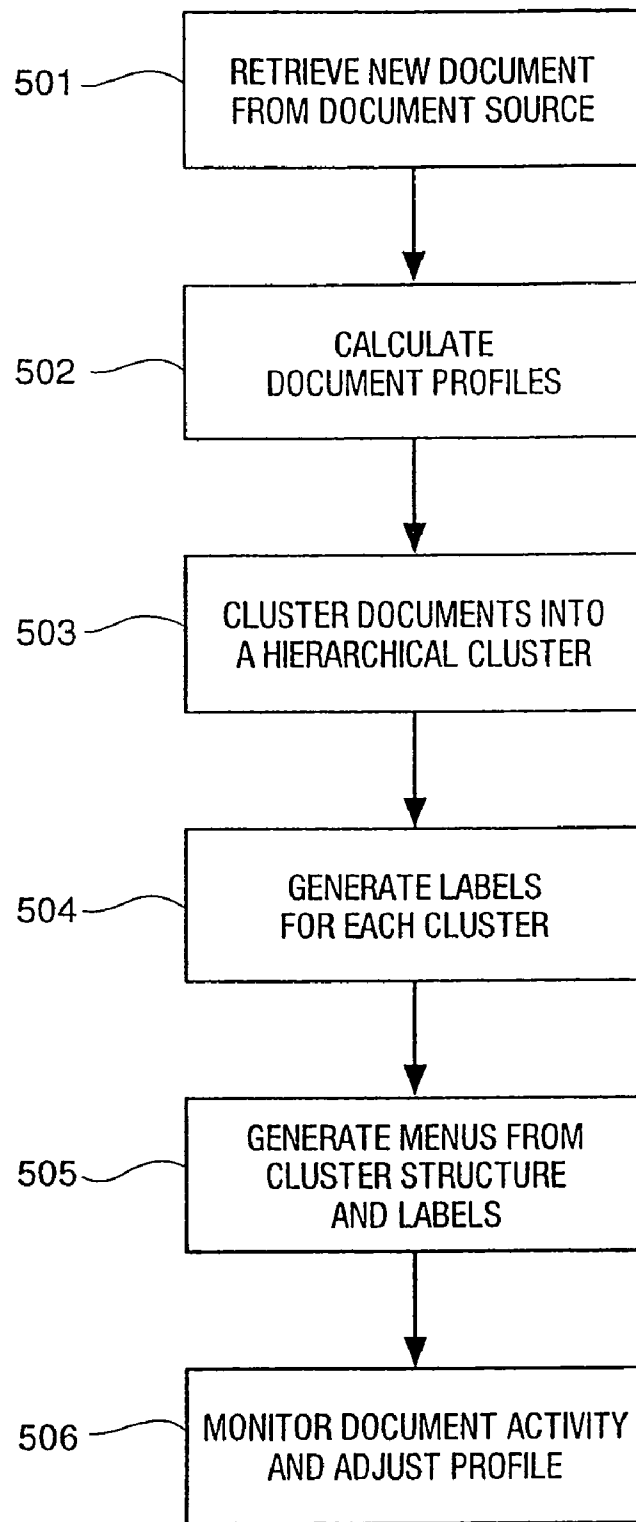 501
RETRIEVE NEW DOCUMENT
FROM DOCUMENT SOURCE
502
CALCULATE
DOCUMENT PROFILES
503
CLUSTER DOCUMENTS INTO
A HIERARCHICAL CLUSTER
504
GENERATE LABELS
FOR EACH CLUSTER
505
GENERATE MENUS FROM
CLUSTER STRUCTURE
AND LABELS
506
MONITOR DOCUMENT ACTIVITY
AND ADJUST PROFILE